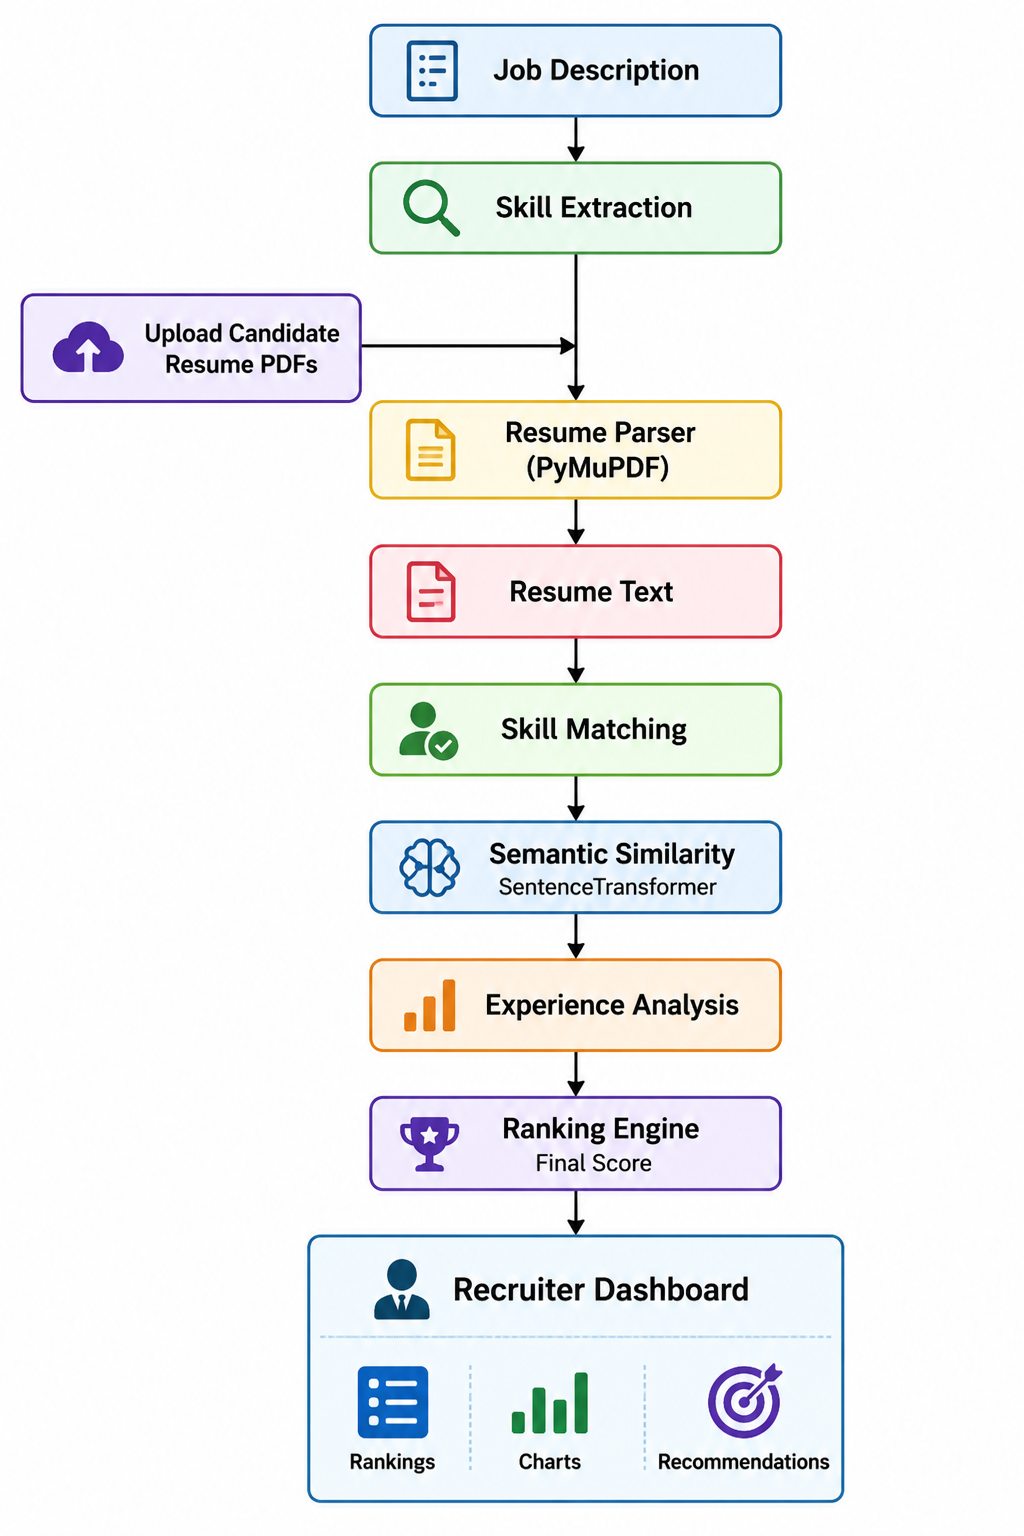 Job Description
Skill Extraction
Upload Candidate
Resume PDFs
Resume Parser
(PyMuPDF)
Resume Text
Skill Matching
Semantic Similarity
SentenceTransformer
Experience Analysis
Ranking Engine
Final Score
Recruiter Dashboard
Rankings
Charts
Recommendations